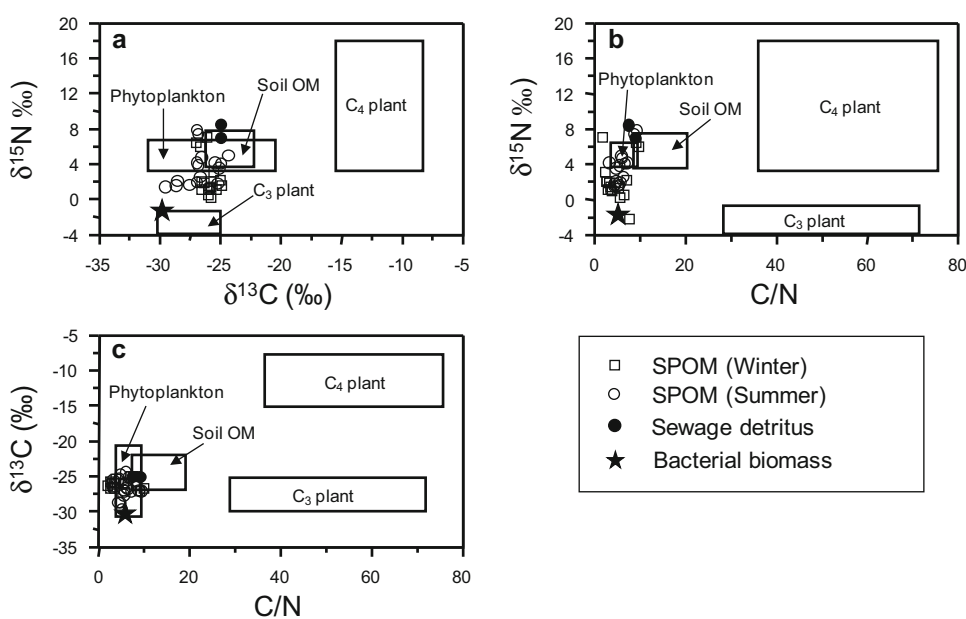 a
δ15N ‰
20
16
12
8
4
0
-4
Phytoplankton
Soil OM
C4 plant
C3 plant
-35 -30 -25 -20 -15 -10 -5
δ13C (‰)
b
δ15N ‰
20
16
12
8
4
0
-4
Phytoplankton
Soil OM
C4 plant
C3 plant
0 20 40 60 80
C/N
c
δ13C (‰)
-5
-10
-15
-20
-25
-30
-35
Phytoplankton
Soil OM
C4 plant
C3 plant
0 20 40 60 80
C/N
SPOM (Winter)
SPOM (Summer)
Sewage detritus
Bacterial biomass